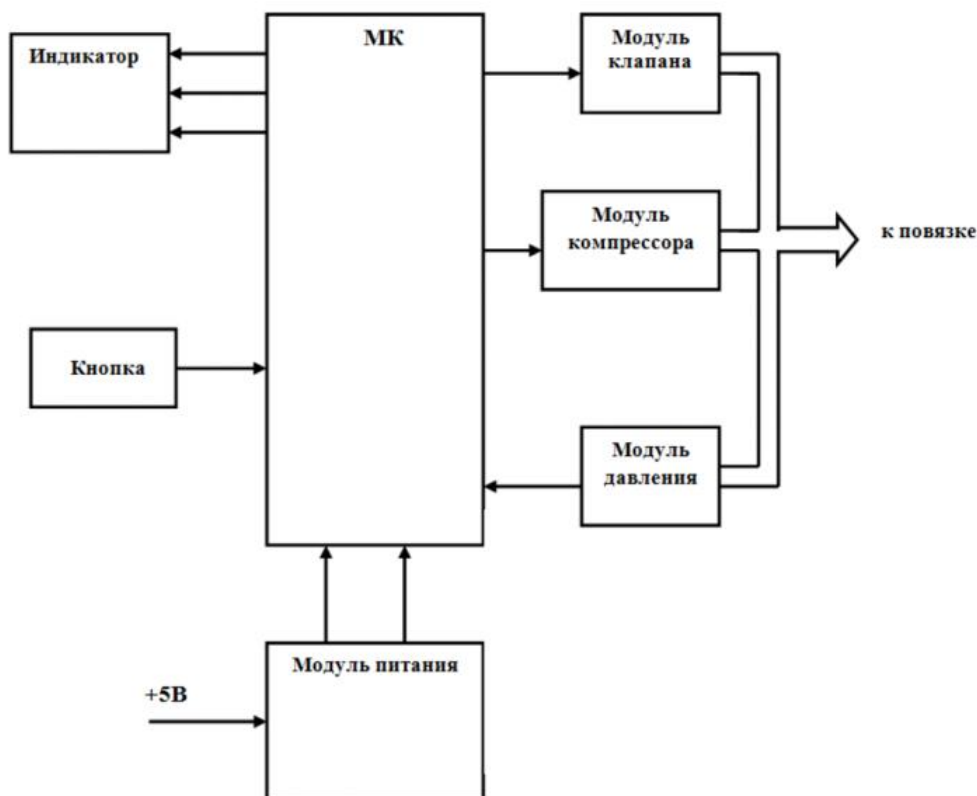 Индикатор
МК
Модуль
клапана
Модуль
компрессора
к повязке
Кнопка
Модуль
давления
Модуль питания
+5В